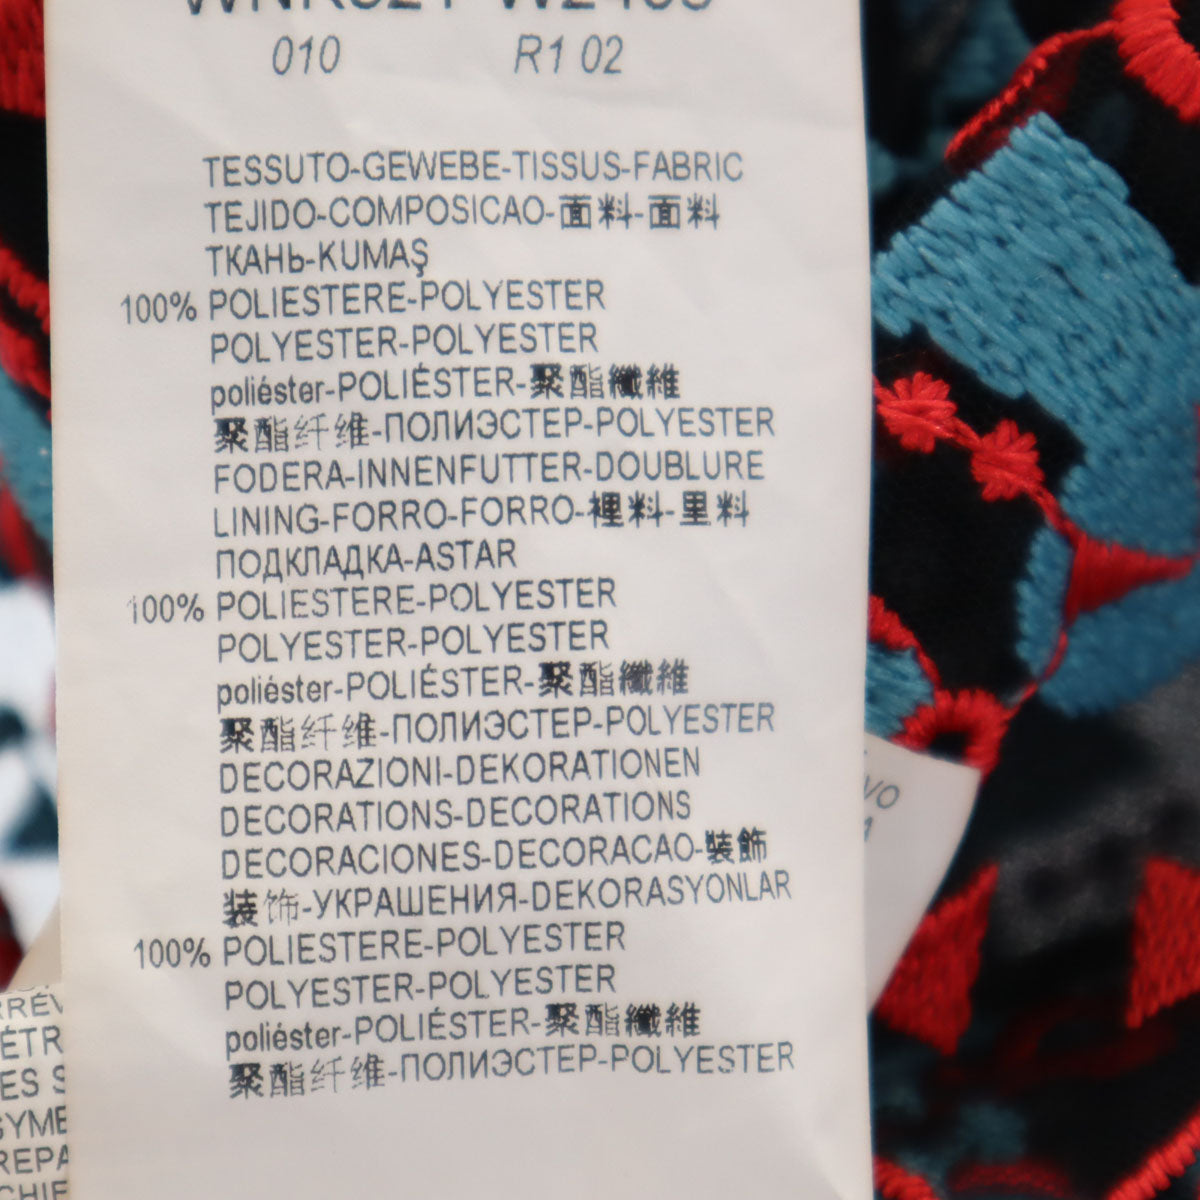 010 R1 02
TESSUTO-GEWEBE-TISSUS-FABRIC
TEJIDO-COMPOSICAO-面料-面料
ТКАНЬ-KUMAŞ
100% POLIESTERE-POLYESTER
POLYESTER-POLYESTER
poliéster-POLIÉSTER-聚酯纖維
聚酯纤维-ПОЛИЭСТЕР-POLYESTER
FODERA-INNENFUTTER-DOUBLURE
LINING-FORRO-FORRO-裡料-里料
ПОДКЛАДКА-ASTAR
100% POLIESTERE-POLYESTER
POLYESTER-POLYESTER
poliéster-POLIÉSTER-聚酯纖維
聚酯纤维-ПОЛИЭСТЕР-POLYESTER
DECORAZIONI-DEKORATIONEN
DECORATIONS-DECORATIONS
DECORACIONES-DECORACAO-裝飾
装饰-УКРАШЕНИЯ-DEKORASYONLAR
100% POLIESTERE-POLYESTER
POLYESTER-POLYESTER
poliéster-POLIÉSTER-聚酯纖維
聚酯纤维-ПОЛИЭСТЕР-POLYESTER